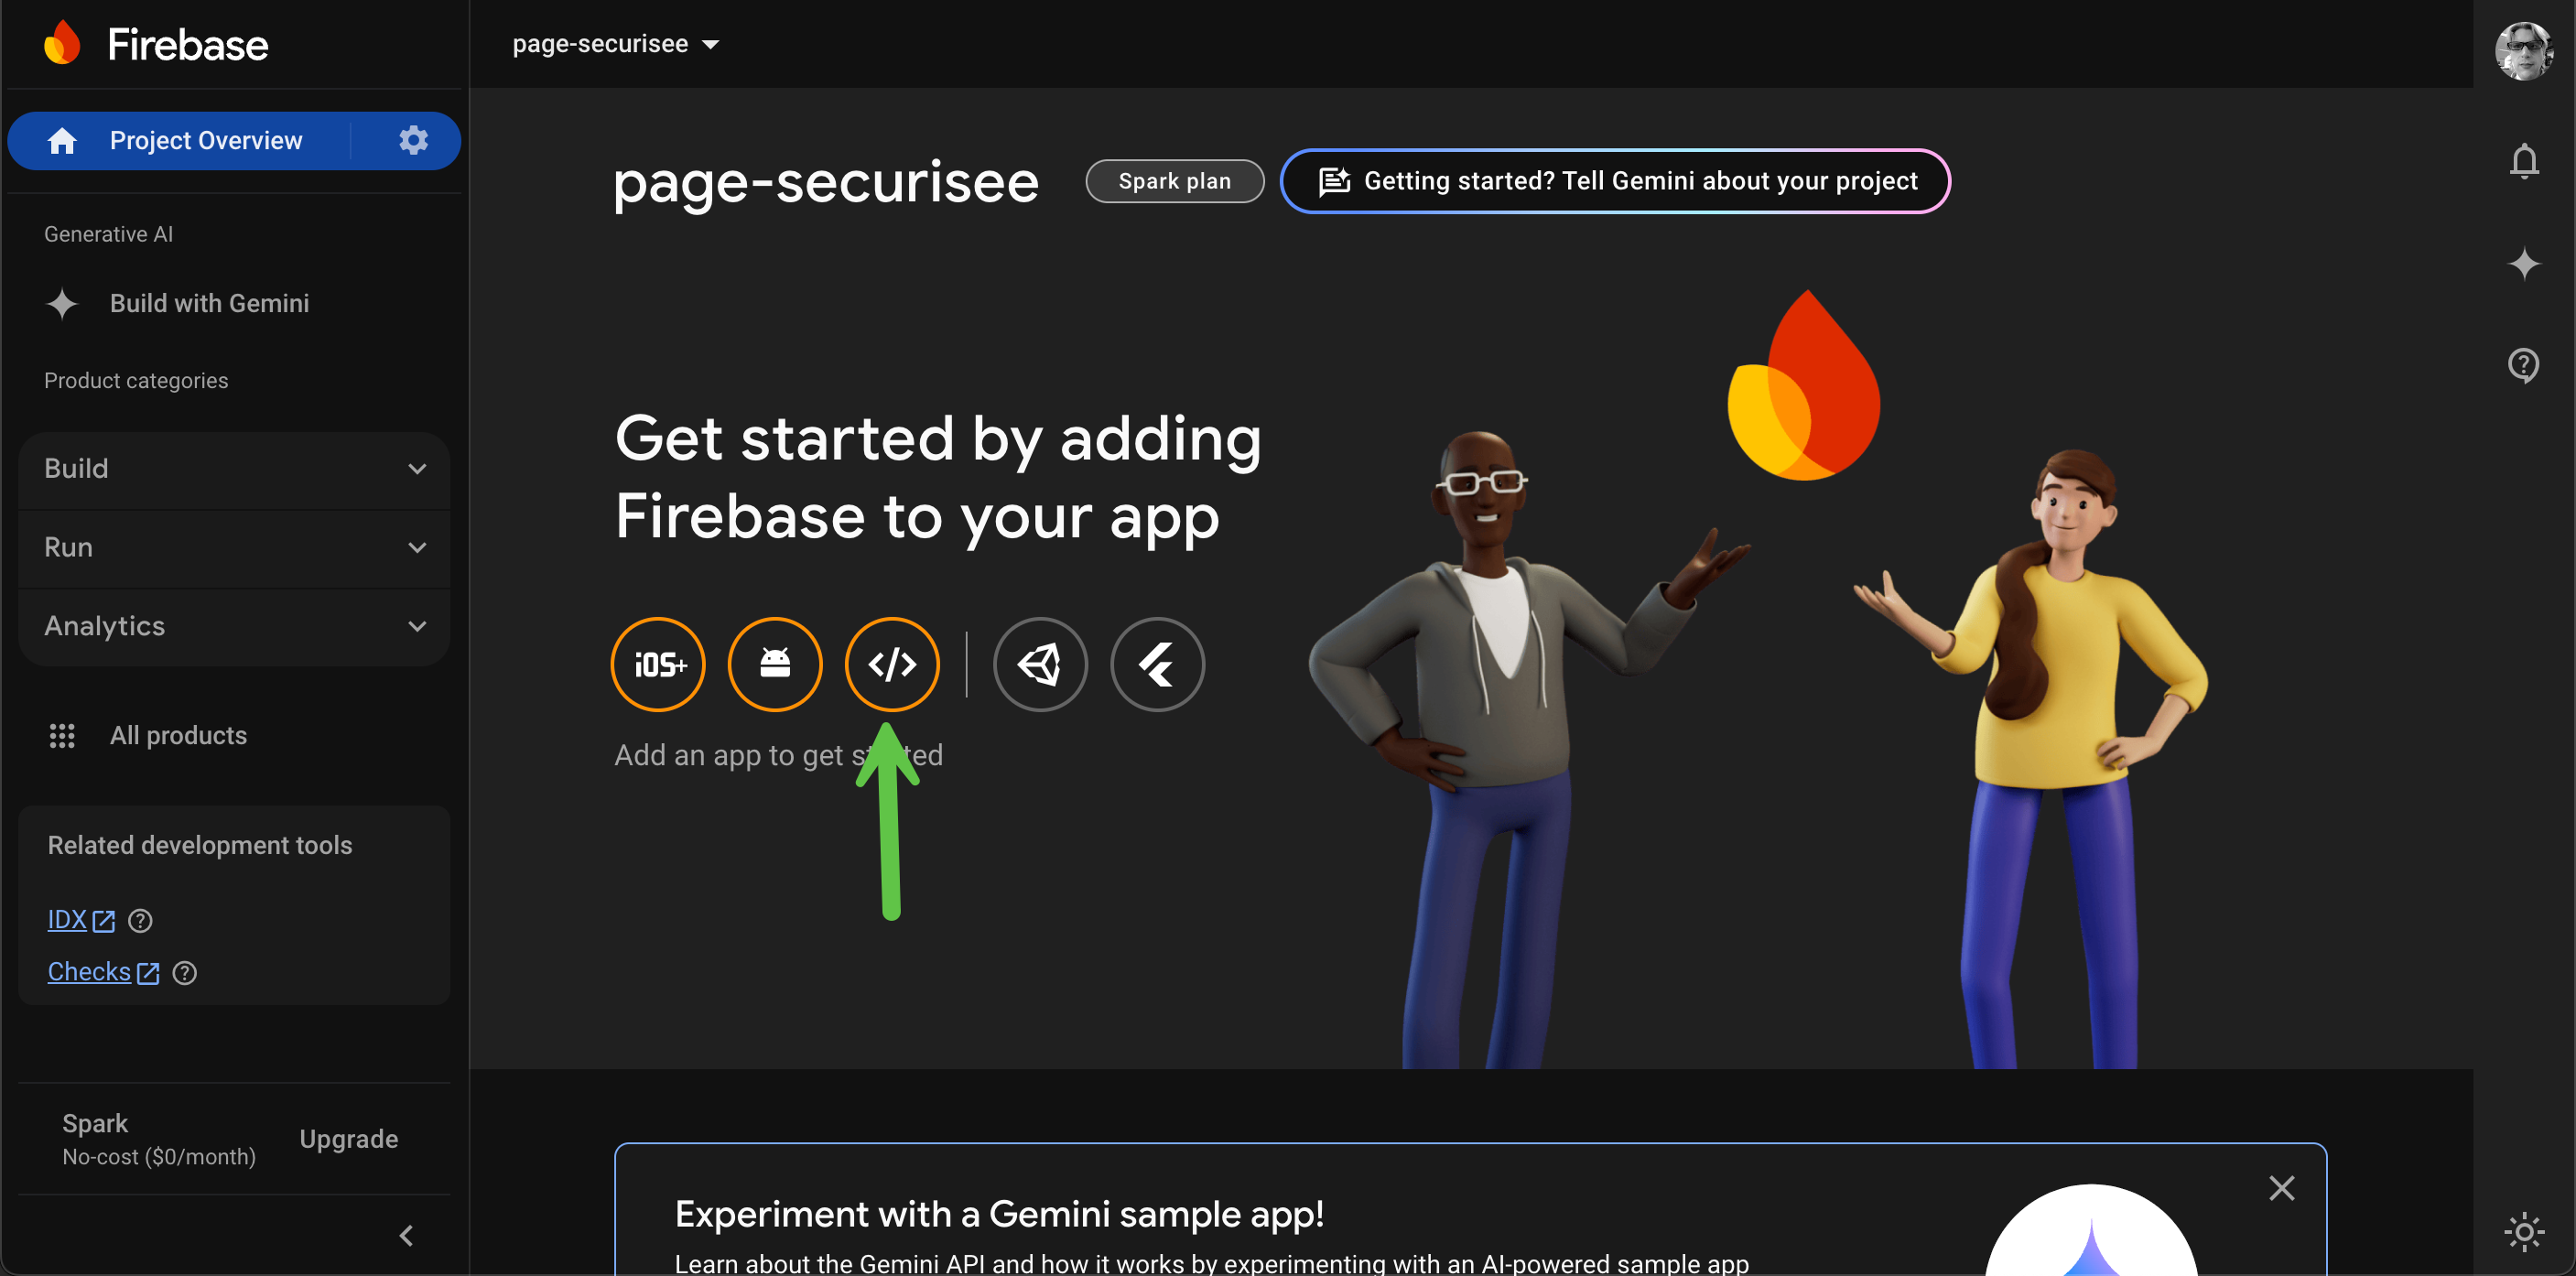 Firebase
page-securisee
Project Overview
Generative AI
Build with Gemini
Product categories
Build
Run
Analytics
All products
Related development tools
IDX
Checks
Spark
No-cost ($0/month)
Upgrade
page-securisee
Spark plan
Getting started? Tell Gemini about your project
Get started by adding
Firebase to your app
iOS+
Add an app to get started
Experiment with a Gemini sample app!
Learn about the Gemini API and how it works by experimenting with an AI-powered sample app